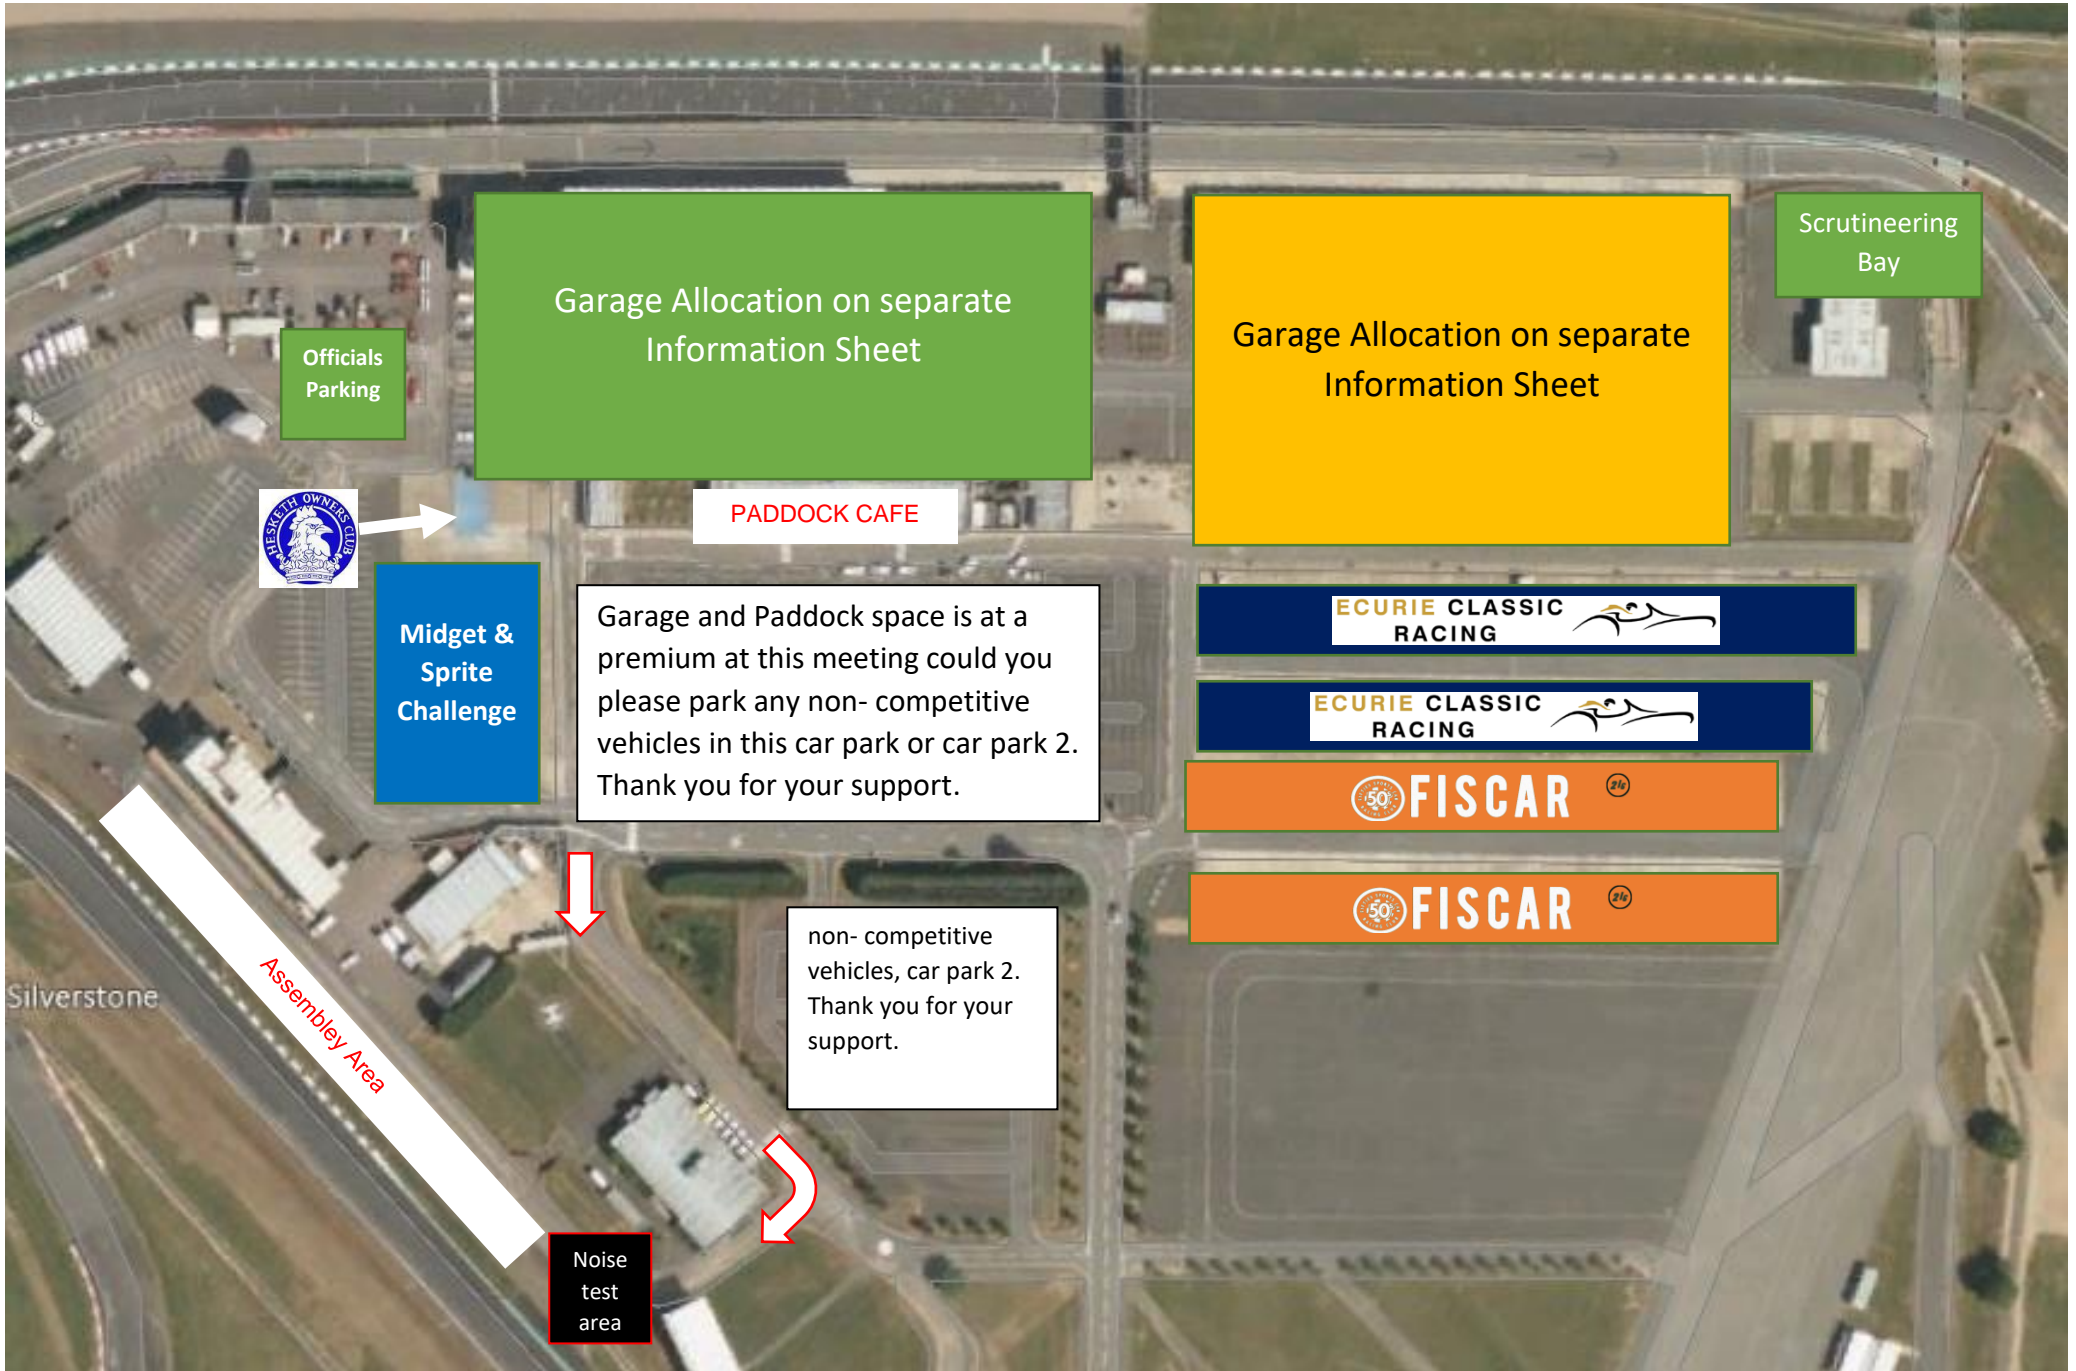 Scrutineering
Bay
Garage Allocation on separate
Information Sheet
Garage Allocation on separate
Information Sheet
Officials
Parking
HESKETH OWNERS CLUB
PADDOCK CAFE
Midget &
Sprite
Challenge
Garage and Paddock space is at a
premium at this meeting could you
please park any non- competitive
vehicles in this car park or car park 2.
Thank you for your support.
ECURIE CLASSIC
RACING
ECURIE CLASSIC
RACING
50 FISCAR
50 FISCAR
non- competitive
vehicles, car park 2.
Thank you for your
support.
Silverstone
Assembley Area
Noise
test
area